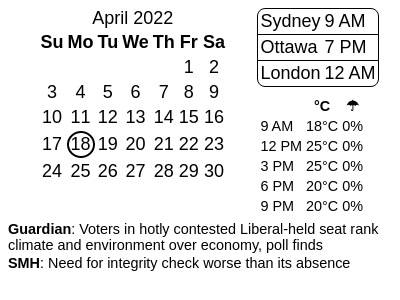 April 2022
Su Mo Tu We Th Fr Sa
1 2
3 4 5 6 7 8 9
10 11 12 13 14 15 16
17 18 19 20 21 22 23
24 25 26 27 28 29 30
Sydney 9 AM
Ottawa 7 PM
London 12 AM
°C ☂
9 AM 18°C 0%
12 PM 25°C 0%
3 PM 25°C 0%
6 PM 20°C 0%
9 PM 20°C 0%
Guardian: Voters in hotly contested Liberal-held seat rank
climate and environment over economy, poll finds
SMH: Need for integrity check worse than its absence